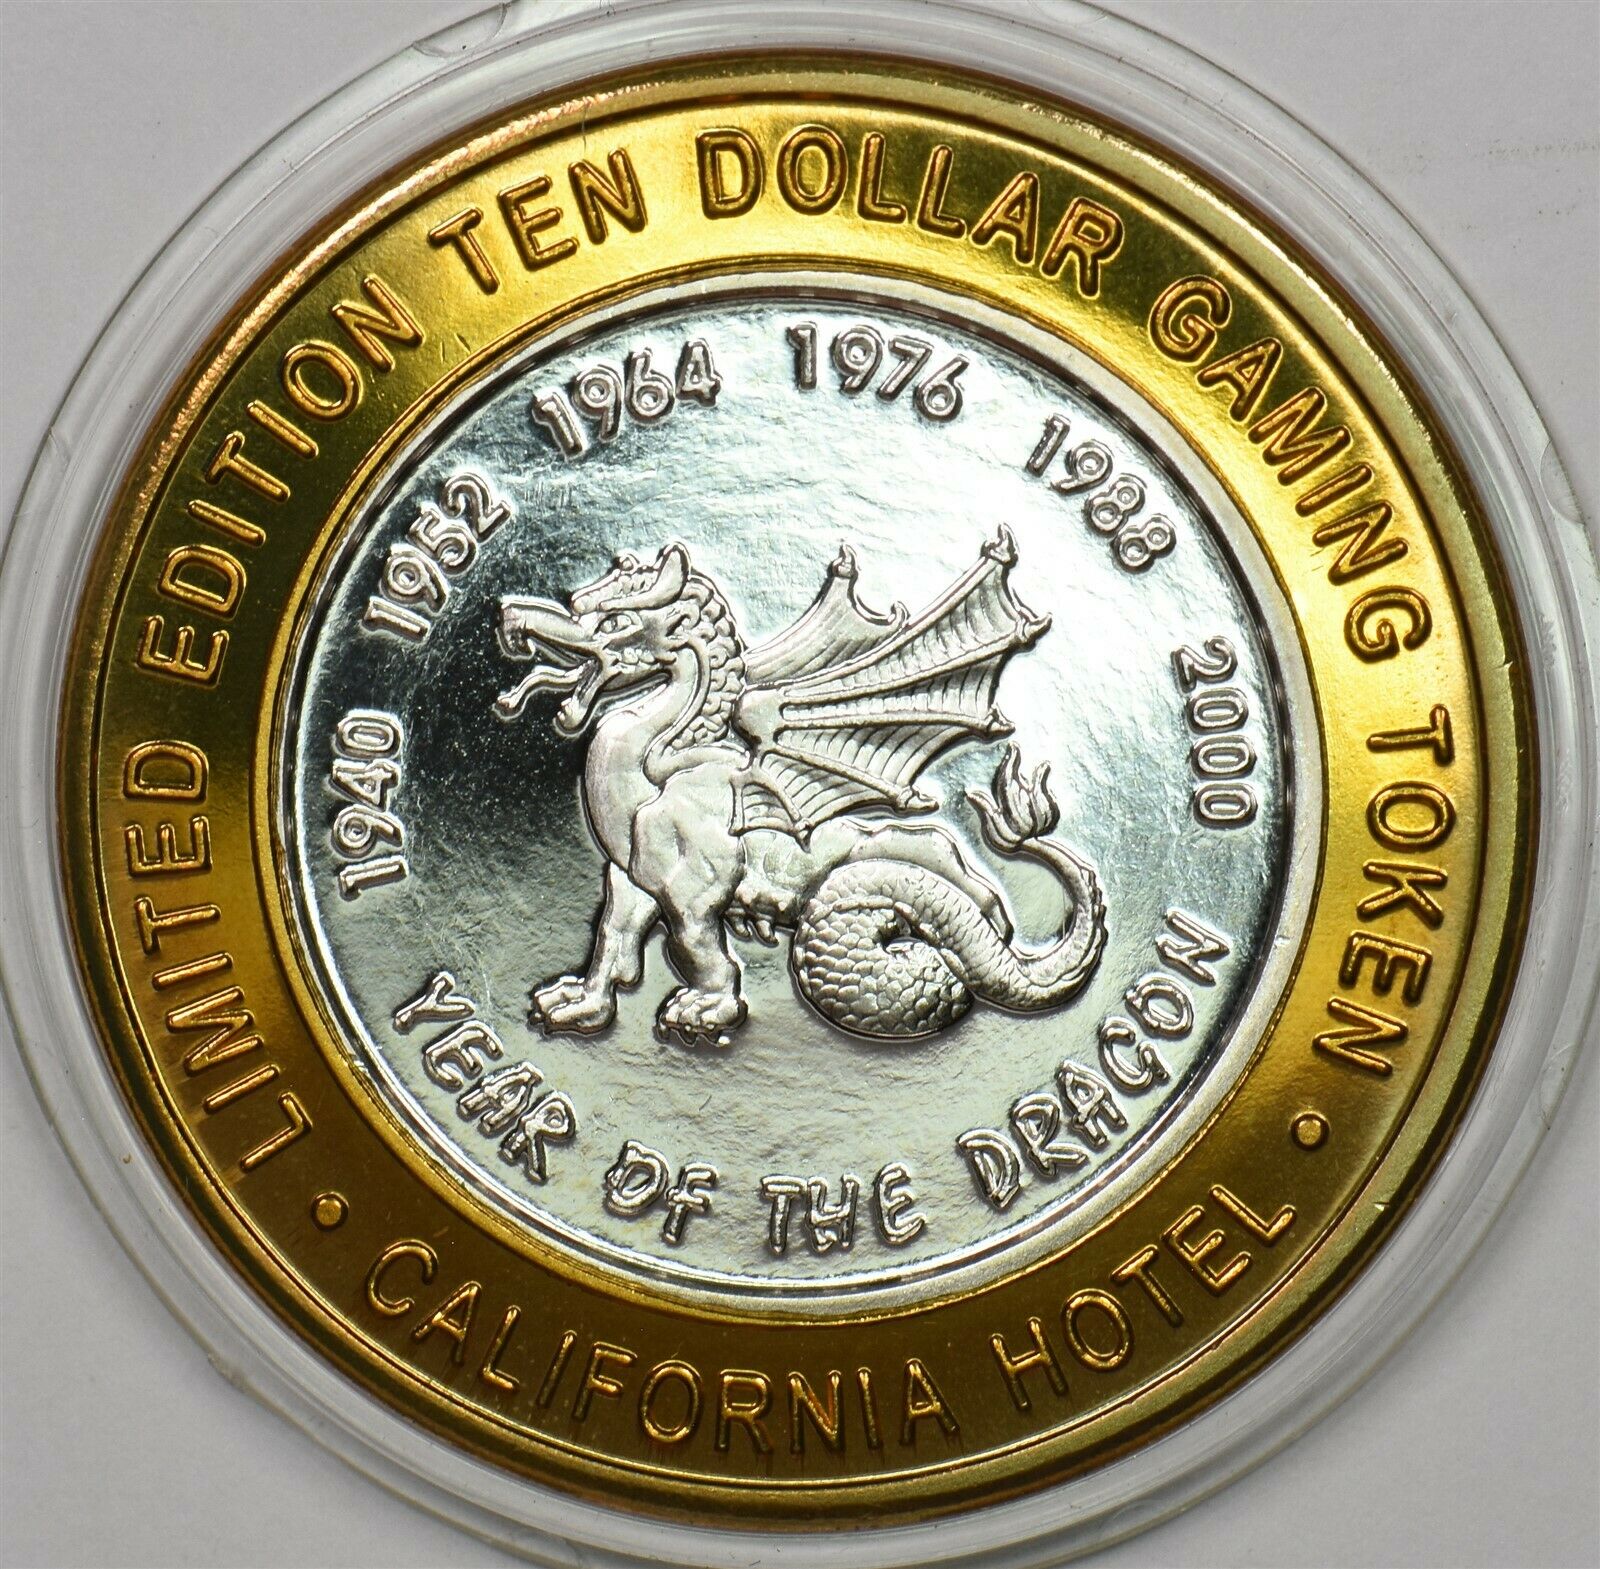 LIMITED EDITION TEN DOLLAR GAMING TOKEN
• CALIFORNIA HOTEL •
1940 1952 1964 1976 1988 2000
YEAR OF THE DRAGON